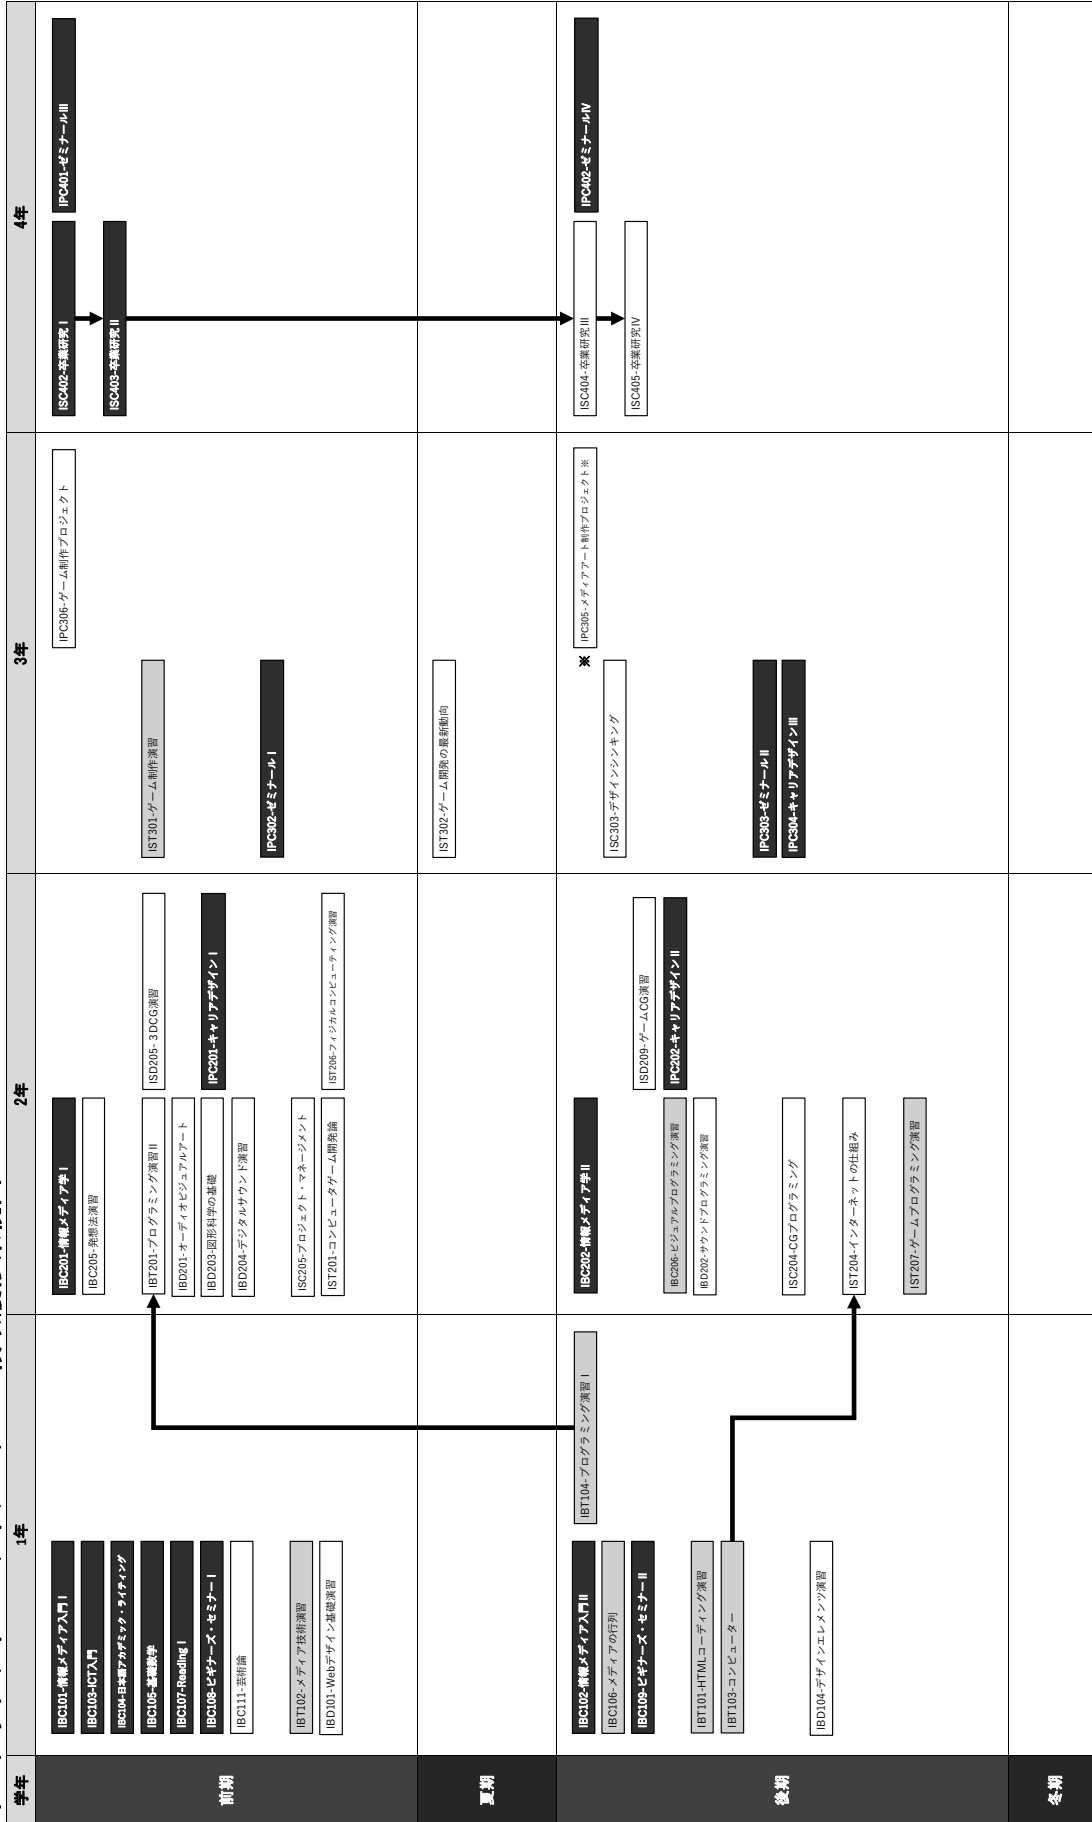 学年
1年
2年
3年
4年
前期
IBC101-情報メディア入門 I
IBC103-ICT入門
IBC104-日本語アカデミック・ライティング
IBC105-基礎数学
IBC107-Reading I
IBC108-ビギナーズ・セミナー I
IBC111-芸術論
IBT102-メディア技術演習
IBD101-Webデザイン基礎演習
IBC201-情報メディア学 I
IBC205-発想法演習
IBT201-プログラミング演習 II
IBD201-オーディオビジュアルアート
IBD203-図形科学の基礎
IBD204-デジタルサウンド演習
ISC205-プロジェクト・マネージメント
IST201-コンピュータゲーム開発論
ISD205-３DCG演習
IPC201-キャリアデザイン I
IST206-フィジカルコンピューティング演習
IST301-ゲーム制作演習
IPC302-ゼミナール I
IPC306-ゲーム制作プロジェクト
ISC402-卒業研究 I
ISC403-卒業研究 II
IPC401-ゼミナールIII
夏期
IST302-ゲーム開発の最新動向
後期
IBC102-情報メディア入門 II
IBC106-メディアの行列
IBC109-ビギナーズ・セミナー II
IBT101-HTMLコーディング演習
IBT103-コンピューター
IBD104-デザインエレメンツ演習
IBT104-プログラミング演習 I
IBC202-情報メディア学 II
IBC206-ビジュアルプログラミング演習
IBD202-サウンドプログラミング演習
ISC204-CGプログラミング
IST204-インターネットの仕組み
IST207-ゲームプログラミング演習
ISD209-ゲームCG演習
IPC202-キャリアデザイン II
ISC303-デザインシンキング
IPC303-ゼミナール II
IPC304-キャリアデザインIII
※
IPC305-メディアアート制作プロジェクト※
ISC404-卒業研究III
ISC405-卒業研究IV
IPC402-ゼミナールIV
冬期